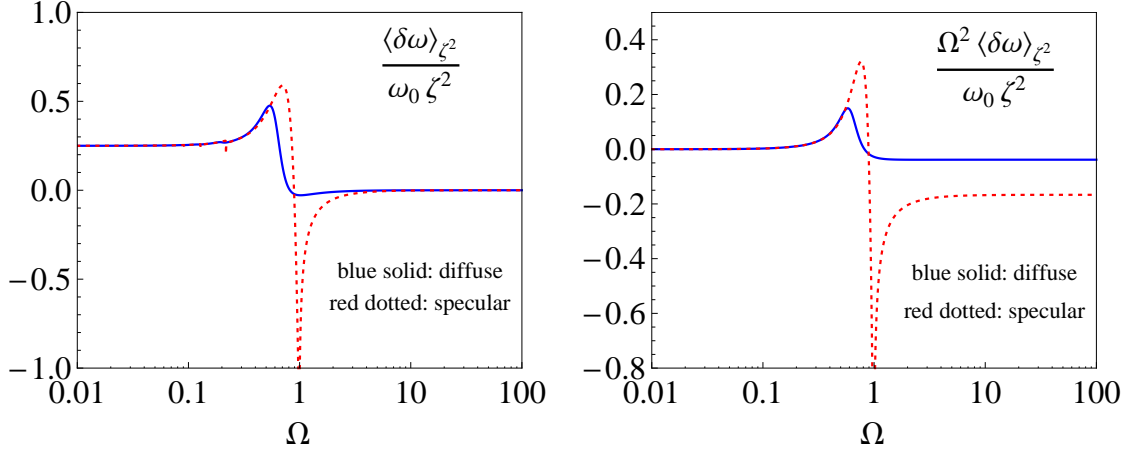 1.0
0.5
0.0
−0.5
−1.0
0.01
0.1
1
10
100
Ω
⟨δω⟩ζ²
ω₀ ζ²
blue solid: diffuse
red dotted: specular
0.4
0.2
0.0
−0.2
−0.4
−0.6
−0.8
0.01
0.1
1
10
100
Ω
Ω² ⟨δω⟩ζ²
ω₀ ζ²
blue solid: diffuse
red dotted: specular